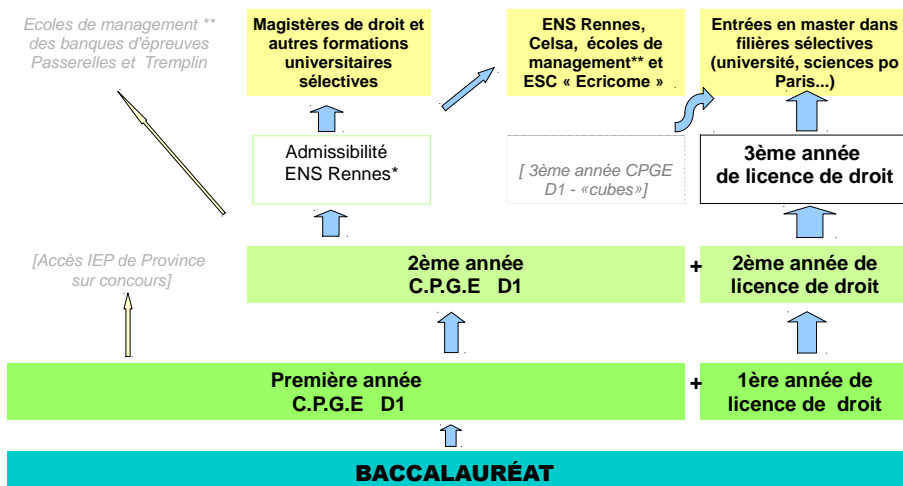 Ecoles de management **
des banques d'épreuves
Passerelles et Tremplin
Magistères de droit et
autres formations
universitaires
sélectives
ENS Rennes,
Celsa, écoles de
management** et
ESC « Ecricome »
Entrées en master dans
filières sélectives
(université, sciences po
Paris...)
Admissibilité
ENS Rennes*
[ 3ème année CPGE
D1 - «cubes»]
3ème année
de licence de droit
[Accès IEP de Province
sur concours]
2ème année
C.P.G.E D1
+
2ème année de
licence de droit
Première année
C.P.G.E D1
+
1ère année de
licence de droit
BACCALAURÉAT